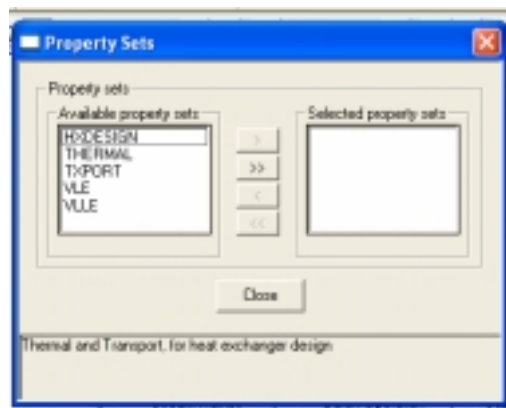 Property Sets
Property sets
Available property sets
Selected property sets
HXDESIGN
THERMAL
TXPORT
VLE
VLLE
>
>>
<
<<
Close
Thermal and Transport, for heat exchanger design